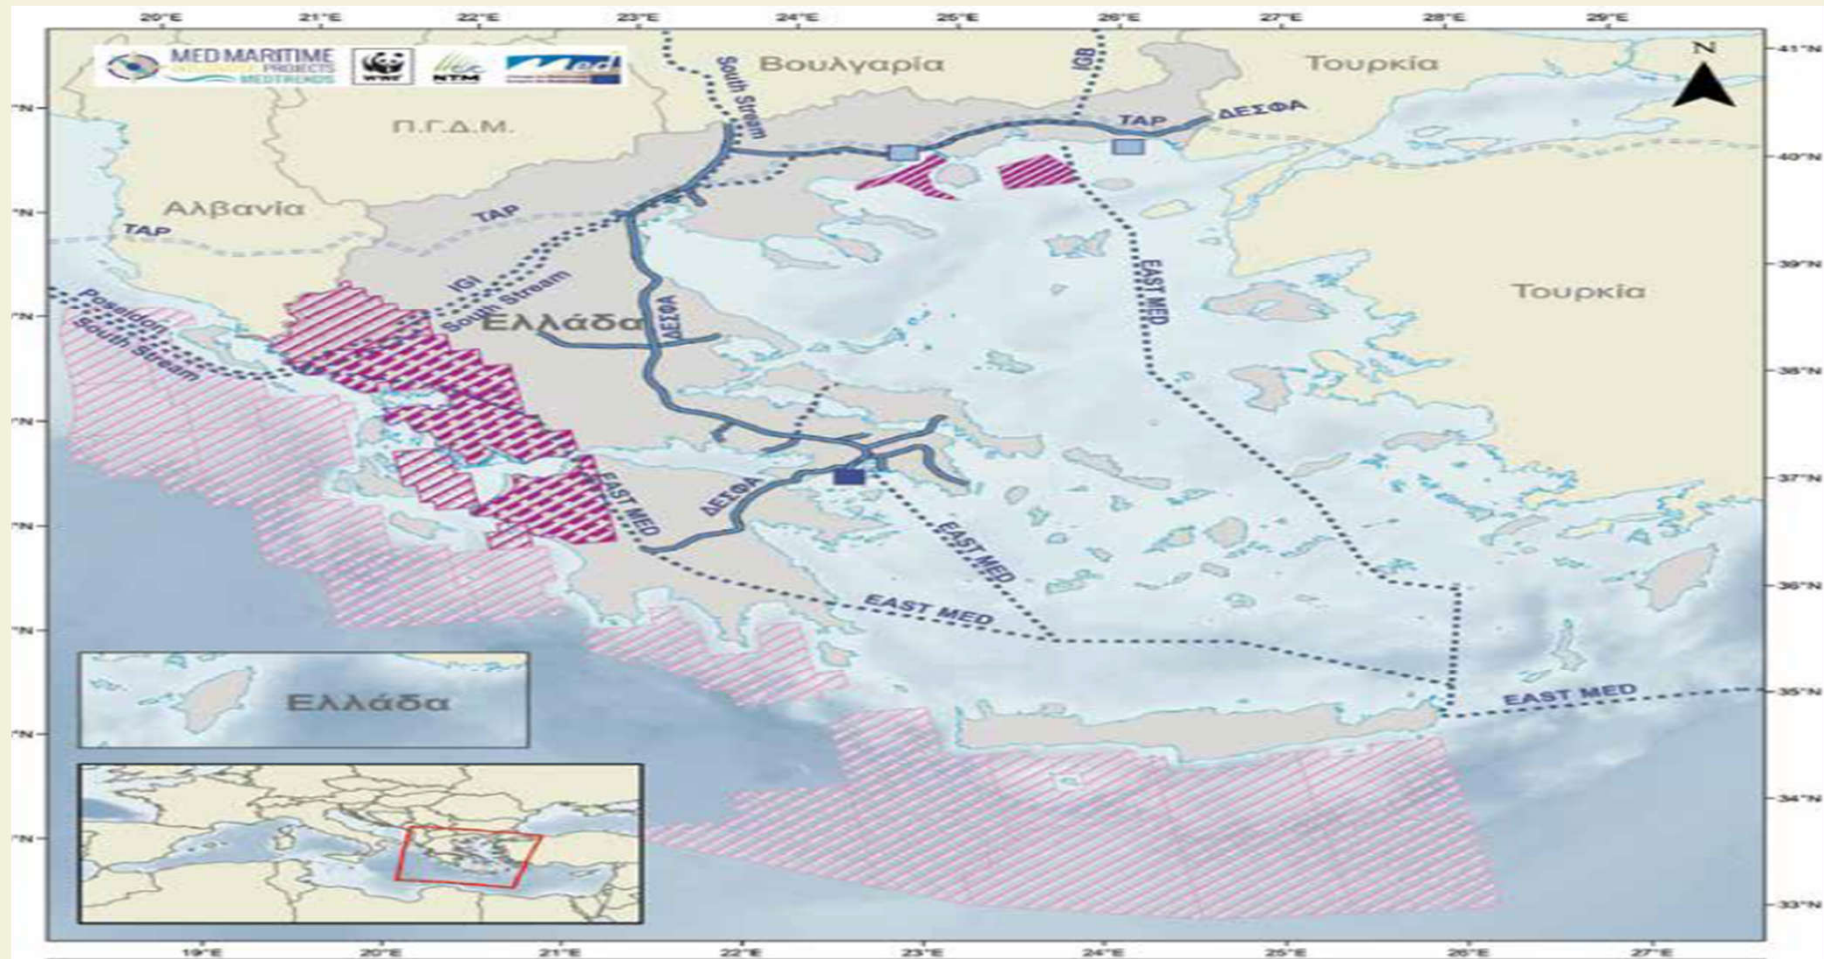 20°E 21°E 22°E 23°E 24°E 25°E 26°E 27°E 28°E 29°E
MED MARITIME
PROJECTS
MEDTRENDS
WWF
NTM
Med
South Stream
Βουλγαρία
IGB
Τουρκία
N
41°N
Π.Γ.Δ.Μ.
TAP
ΔΕΣΦΑ
40°N
Αλβανία
TAP
TAP
39°N
IGI
South Stream
EAST MED
Τουρκία
Poseidon
South Stream
Ελλάδα
ΔΕΣΦΑ
38°N
37°N
EAST MED
ΔΕΣΦΑ
EAST MED
36°N
EAST MED
Ελλάδα
EAST MED
35°N
34°N
33°N
19°E 20°E 21°E 22°E 23°E 24°E 25°E 26°E 27°E